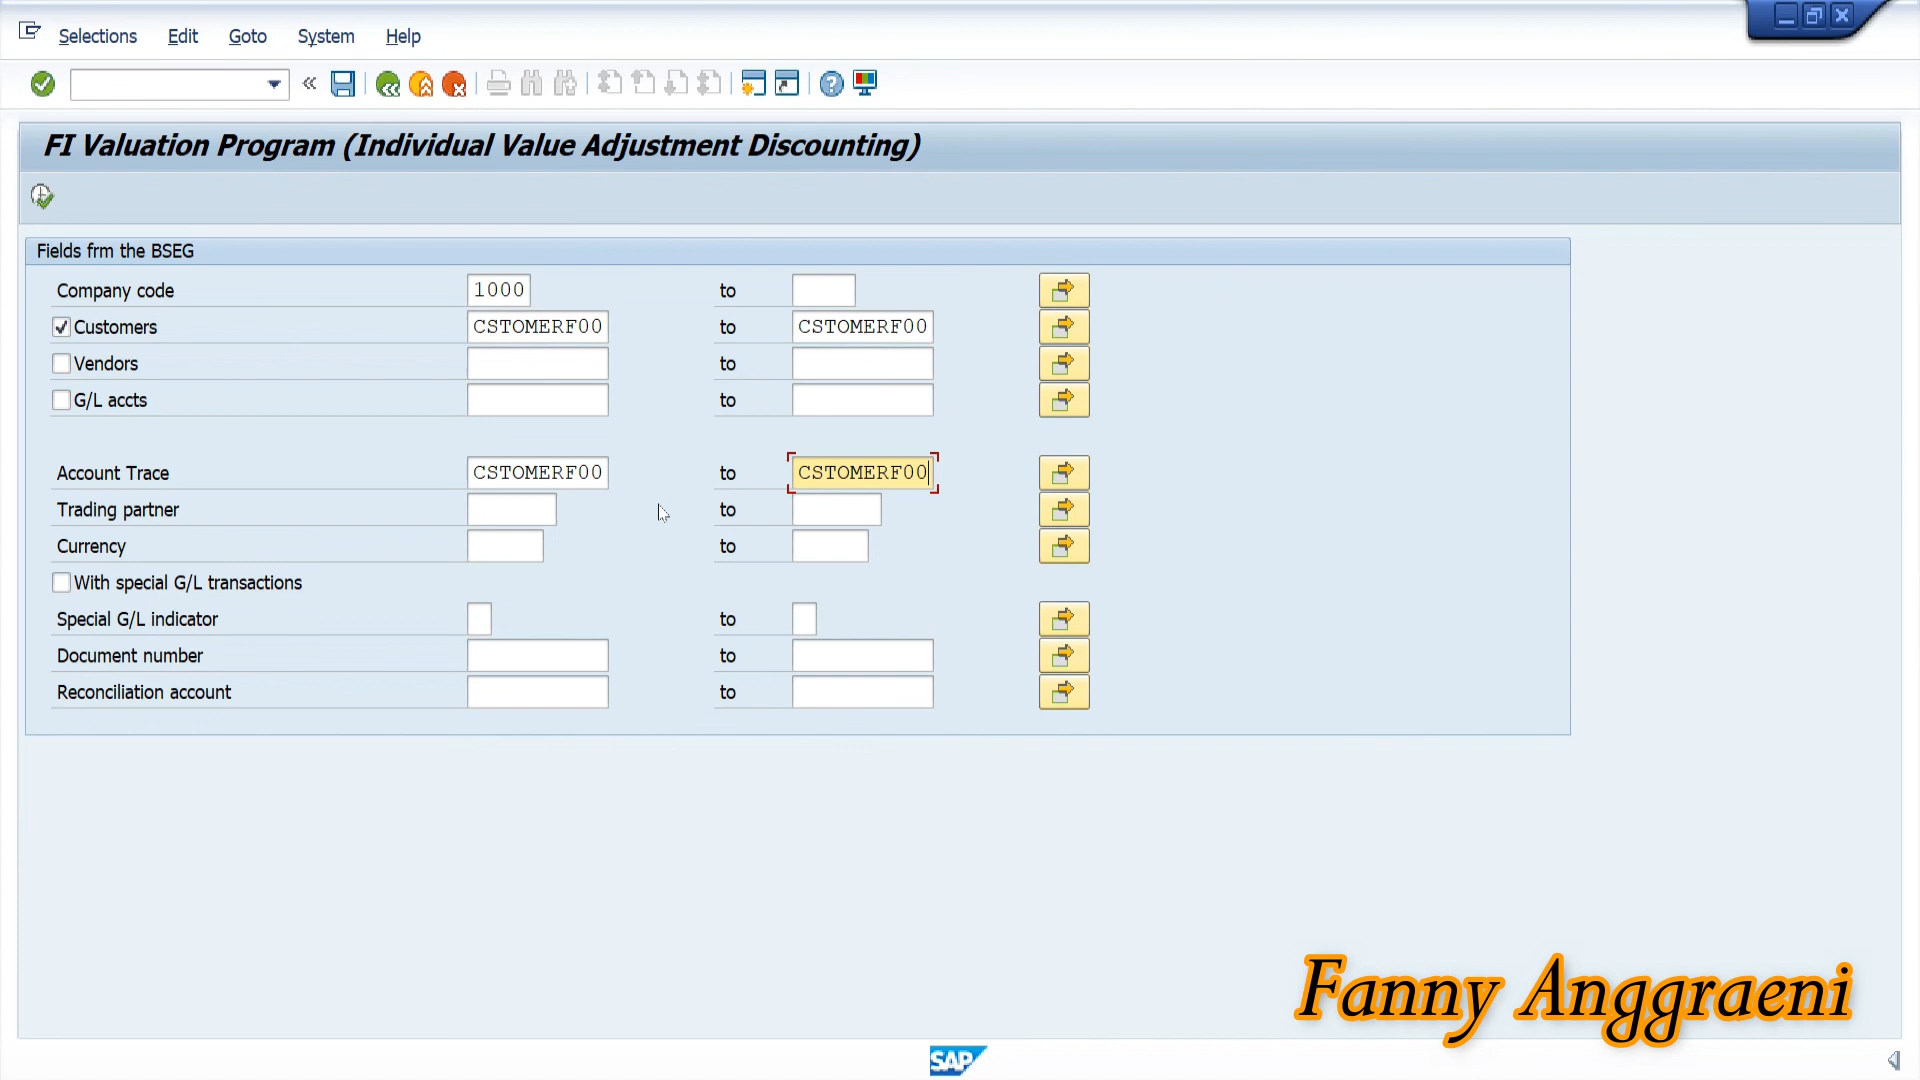 Selections Edit Goto System Help
FI Valuation Program (Individual Value Adjustment Discounting)
Fields frm the BSEG
Company code 1000 to
Customers CSTOMERF00 to CSTOMERF00
Vendors to
G/L accts to
Account Trace CSTOMERF00 to CSTOMERF00
Trading partner to
Currency to
With special G/L transactions
Special G/L indicator to
Document number to
Reconciliation account to
Fanny Anggraeni
SAP